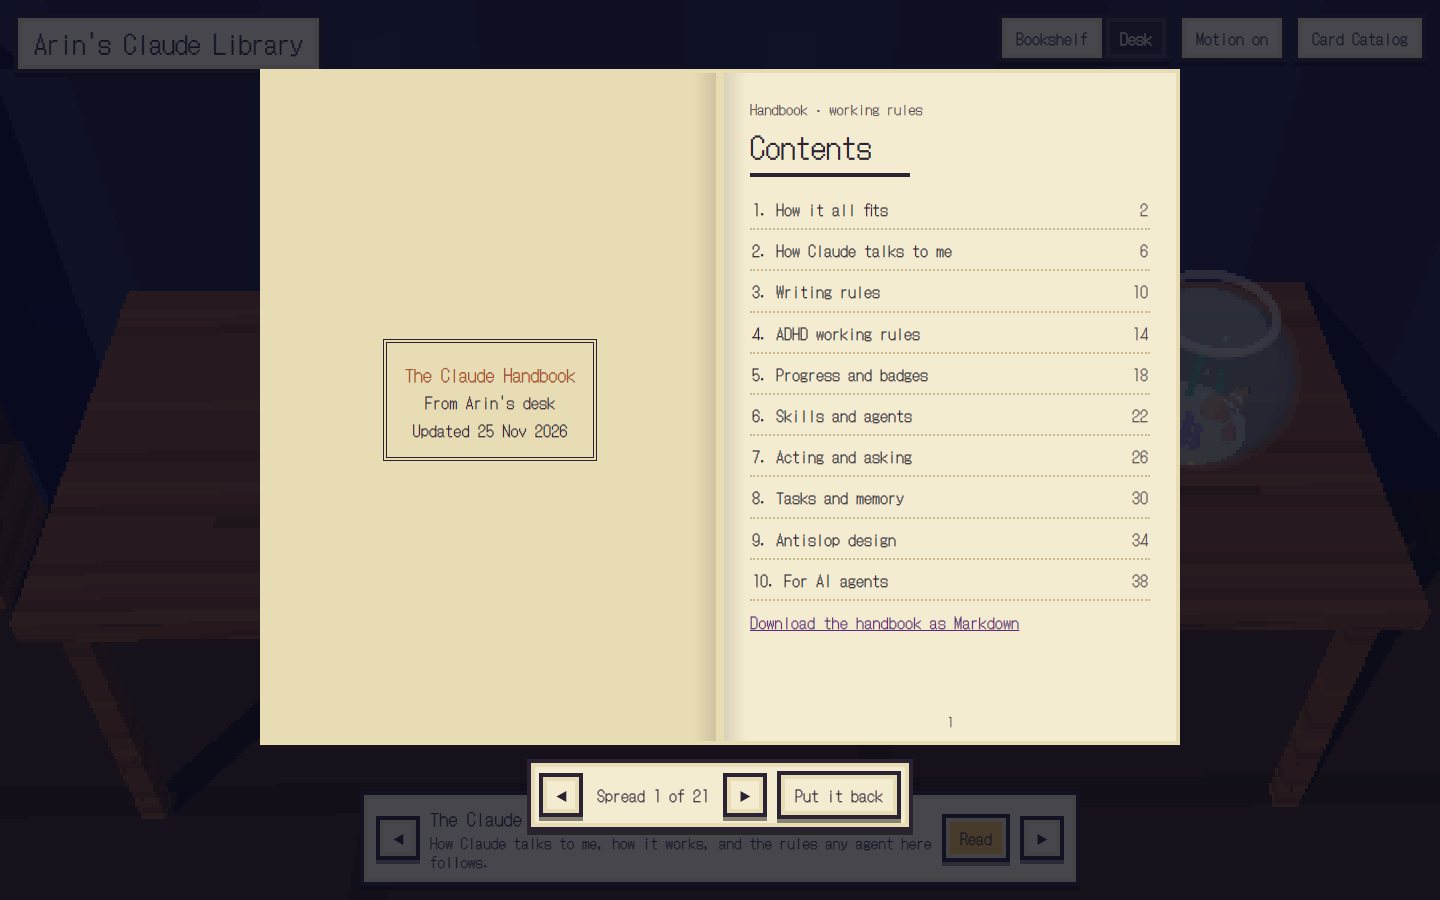 Arin's Claude Library
Bookshelf
Desk
Motion on
Card Catalog
The Claude Handbook
From Arin's desk
Updated 25 Nov 2026
Handbook · working rules
Contents
1. How it all fits 2
2. How Claude talks to me 6
3. Writing rules 10
4. ADHD working rules 14
5. Progress and badges 18
6. Skills and agents 22
7. Acting and asking 26
8. Tasks and memory 30
9. Antislop design 34
10. For AI agents 38
Download the handbook as Markdown
1
Spread 1 of 21
Put it back
The Claude
How Claude talks to me, how it works, and the rules any agent here
follows.
Read